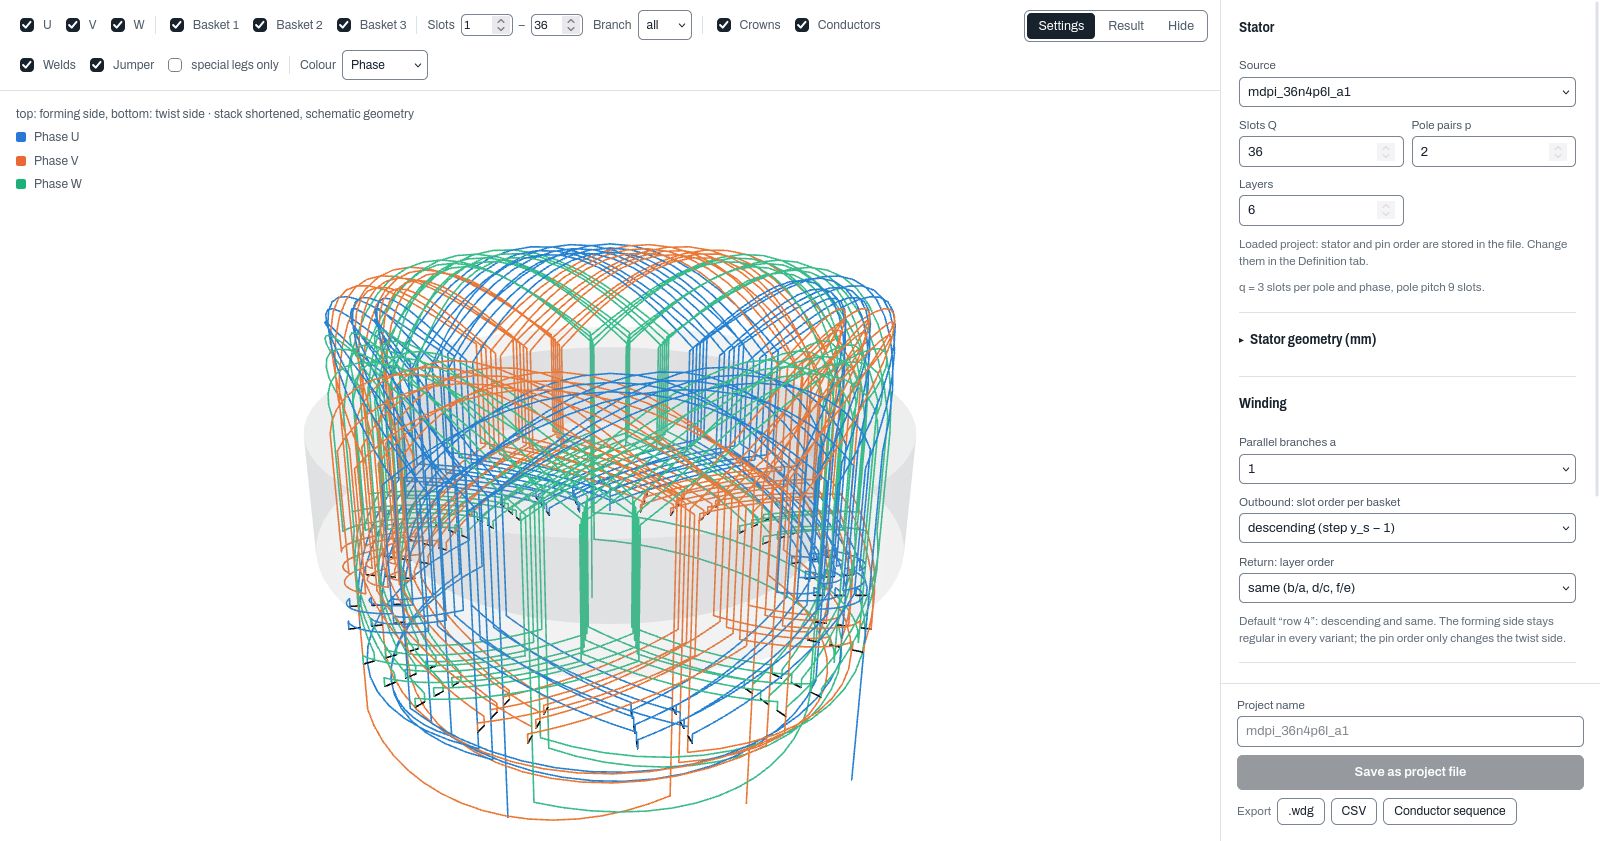 U V W Basket 1 Basket 2 Basket 3 Slots 1 – 36 Branch all Crowns Conductors
Settings Result Hide
Welds Jumper special legs only Colour Phase
top: forming side, bottom: twist side · stack shortened, schematic geometry
Phase U
Phase V
Phase W
Stator
Source
mdpi_36n4p6l_a1
Slots Q Pole pairs p
36 2
Layers
6
Loaded project: stator and pin order are stored in the file. Change
them in the Definition tab.
q = 3 slots per pole and phase, pole pitch 9 slots.
▸ Stator geometry (mm)
Winding
Parallel branches a
1
Outbound: slot order per basket
descending (step y_s − 1)
Return: layer order
same (b/a, d/c, f/e)
Default “row 4”: descending and same. The forming side stays
regular in every variant; the pin order only changes the twist side.
Project name
mdpi_36n4p6l_a1
Save as project file
Export .wdg CSV Conductor sequence